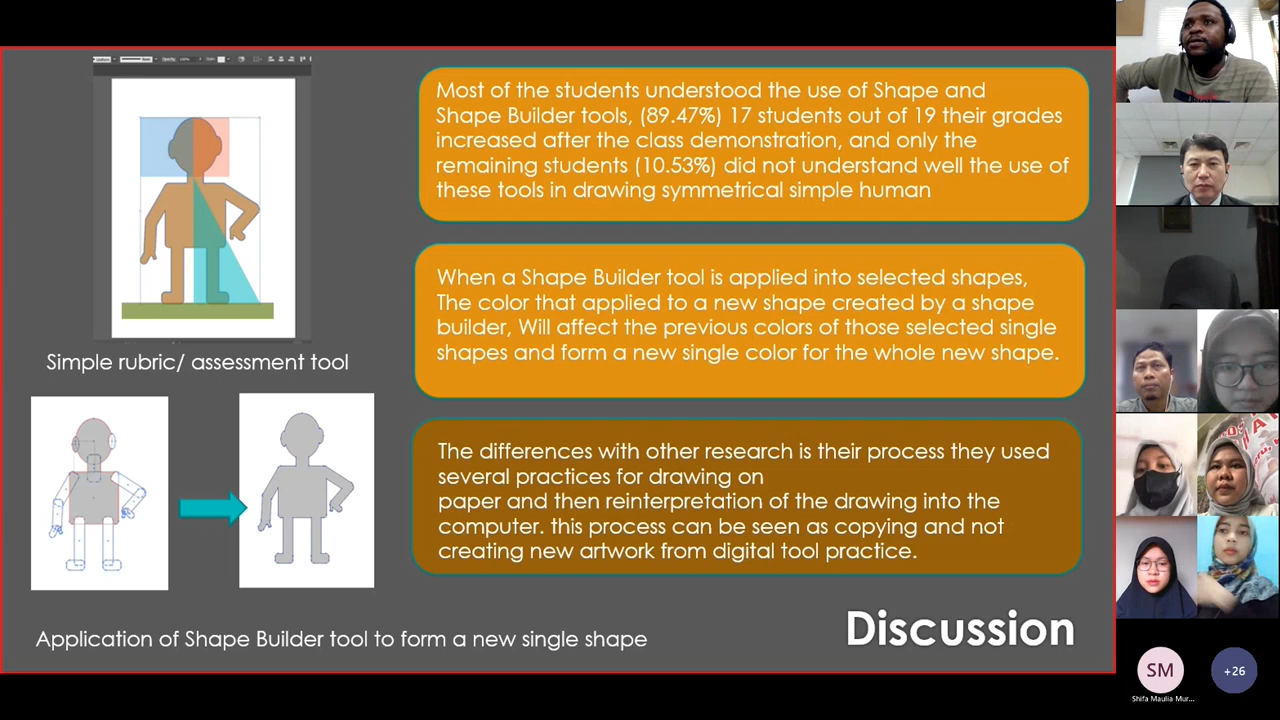 Most of the students understood the use of Shape and
Shape Builder tools, (89.47%) 17 students out of 19 their grades
increased after the class demonstration, and only the
remaining students (10.53%) did not understand well the use of
these tools in drawing symmetrical simple human
When a Shape Builder tool is applied into selected shapes,
The color that applied to a new shape created by a shape
builder, Will affect the previous colors of those selected single
shapes and form a new single color for the whole new shape.
Simple rubric/ assessment tool
The differences with other research is their process they used
several practices for drawing on
paper and then reinterpretation of the drawing into the
computer. this process can be seen as copying and not
creating new artwork from digital tool practice.
Application of Shape Builder tool to form a new single shape
Discussion
SM
+26
Shifa Maulia Mur...